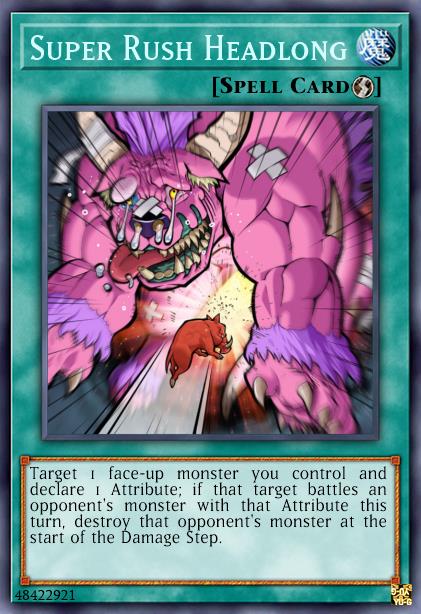 Super Rush Headlong
魔
[Spell Card]
Target 1 face-up monster you control and
declare 1 Attribute; if that target battles an
opponent's monster with that Attribute this
turn, destroy that opponent's monster at the
start of the Damage Step.
48422921